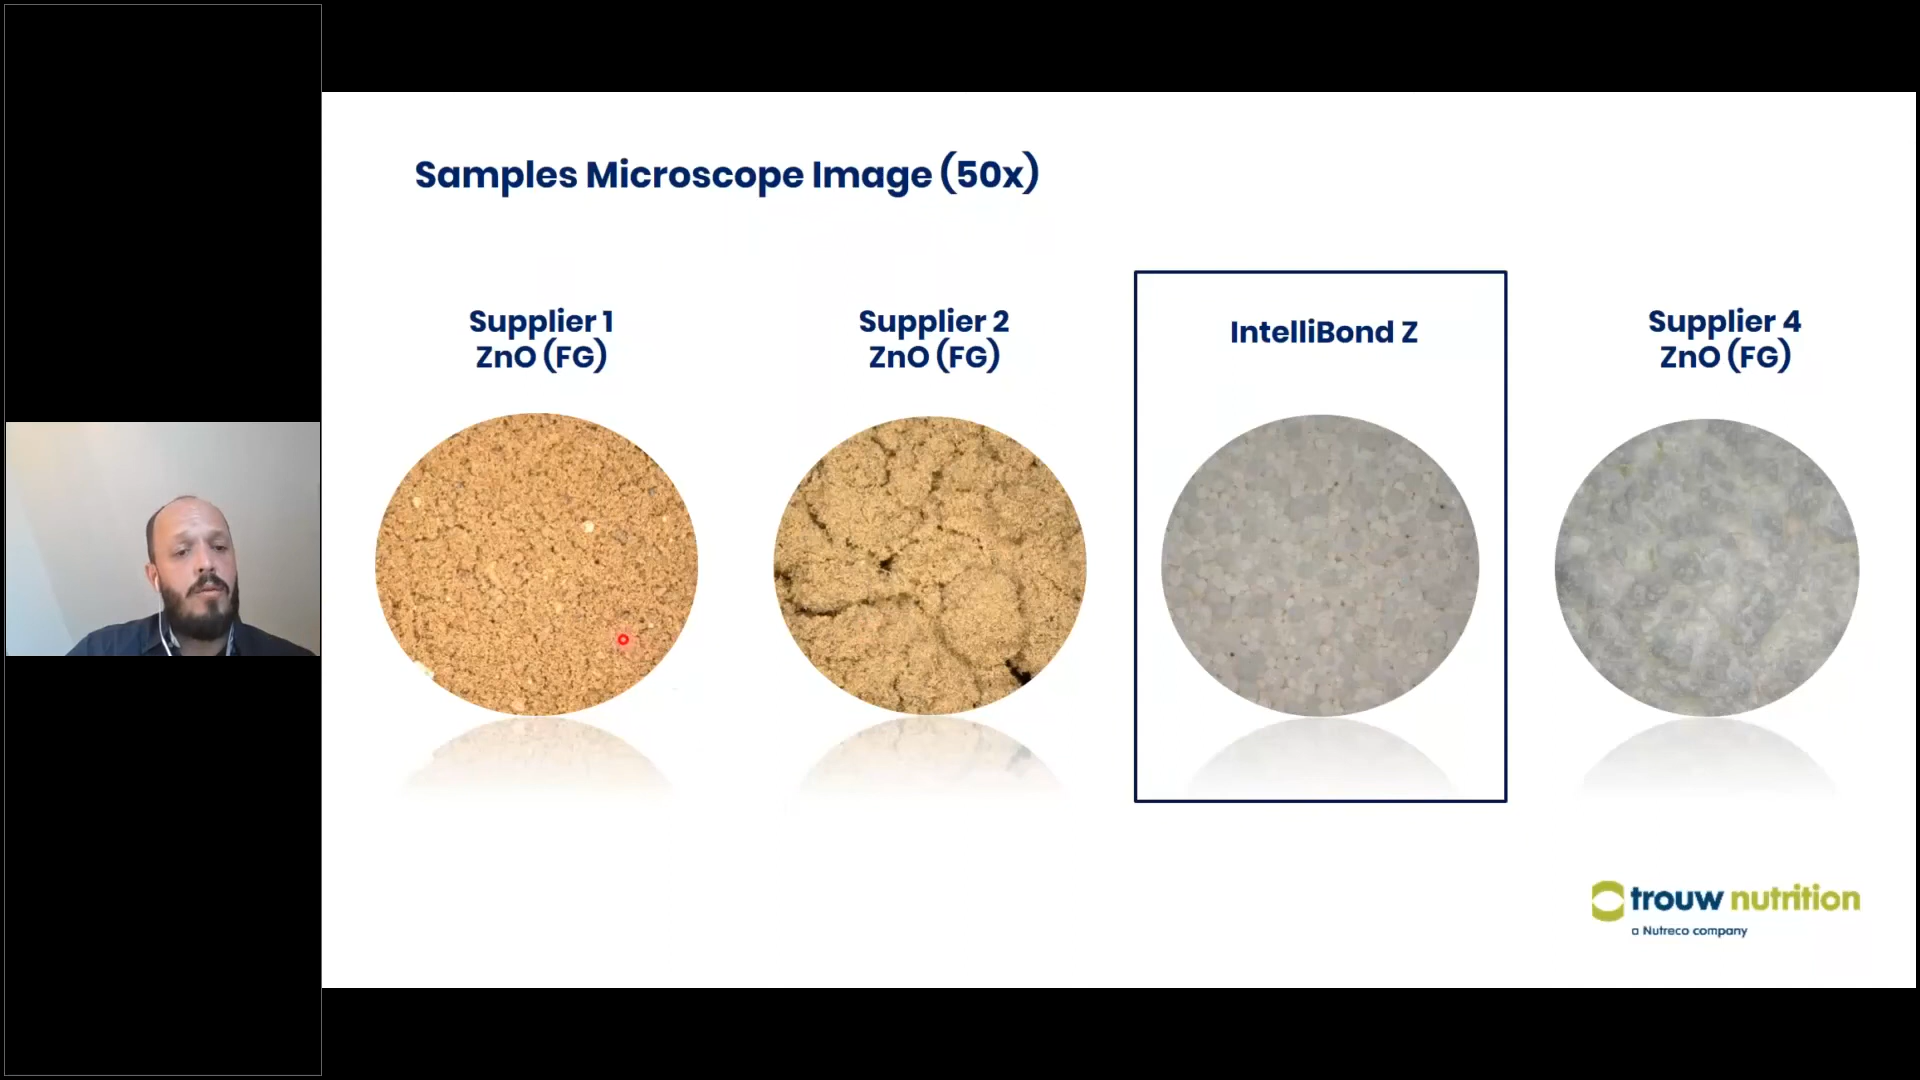 Samples Microscope Image (50x)
Supplier 1
ZnO (FG)
Supplier 2
ZnO (FG)
IntelliBond Z
Supplier 4
ZnO (FG)
trouw nutrition
a Nutreco company